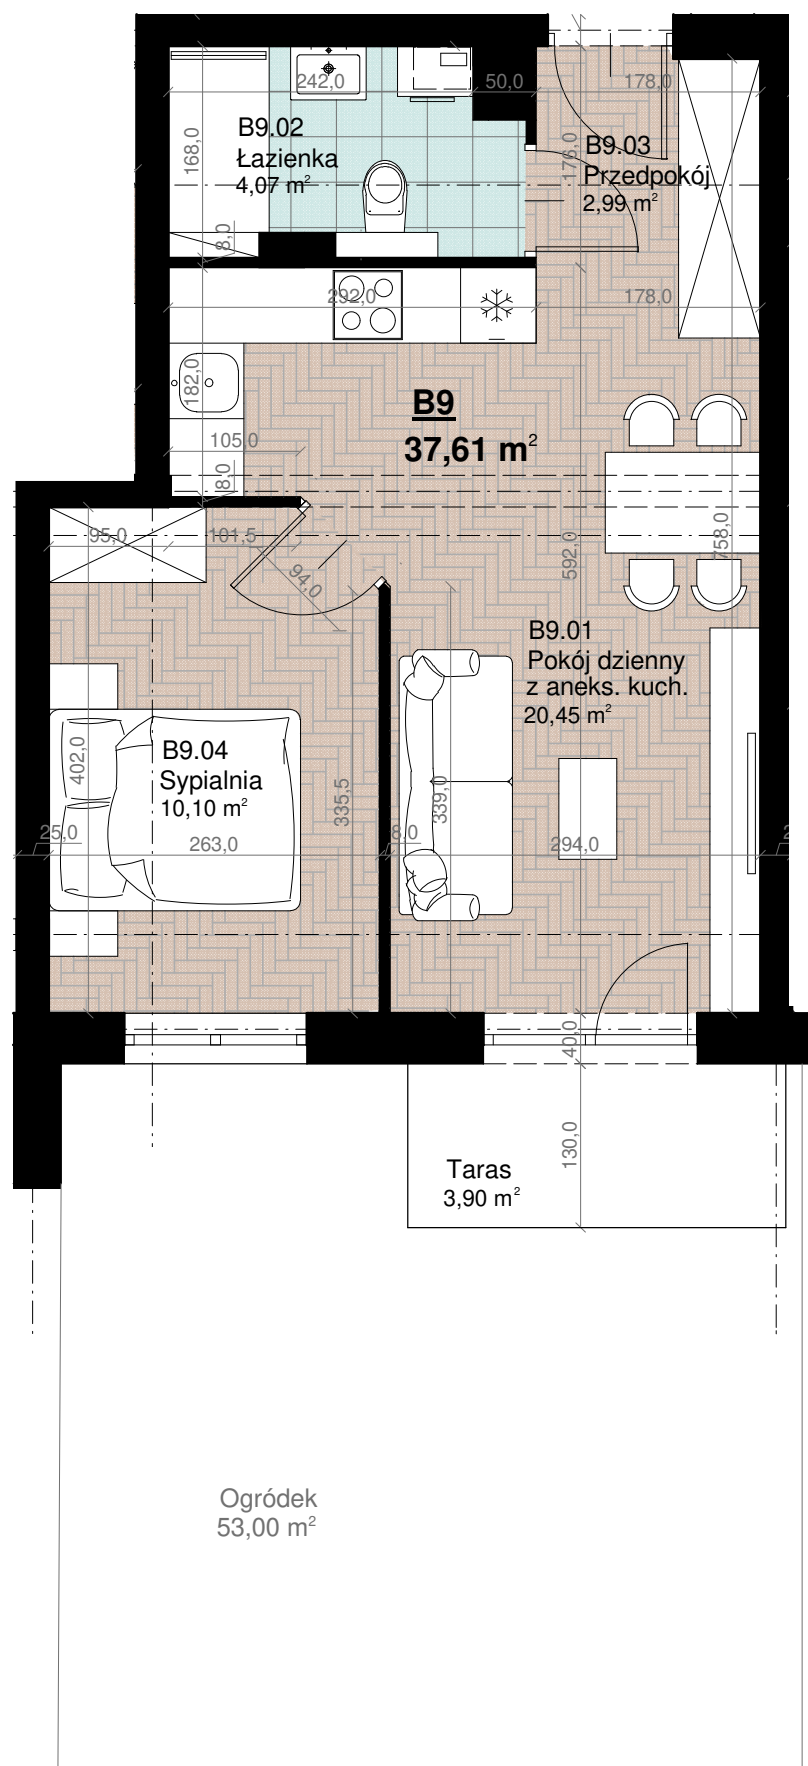 242,0
50,0
178,0
B9.02
Łazienka
4,07 m²
168,0
8,0
176,0
B9.03
Przedpokój
2,99 m²
292,0
178,0
182,0
B9
37,61 m²
105,0
8,0
95,0
101,5
94,0
592,0
758,0
B9.01
Pokój dzienny
z aneks. kuch.
20,45 m²
402,0
B9.04
Sypialnia
10,10 m²
335,5
339,0
25,0
263,0
8.0
294,0
40,0
130,0
Taras
3,90 m²
Ogródek
53,00 m²